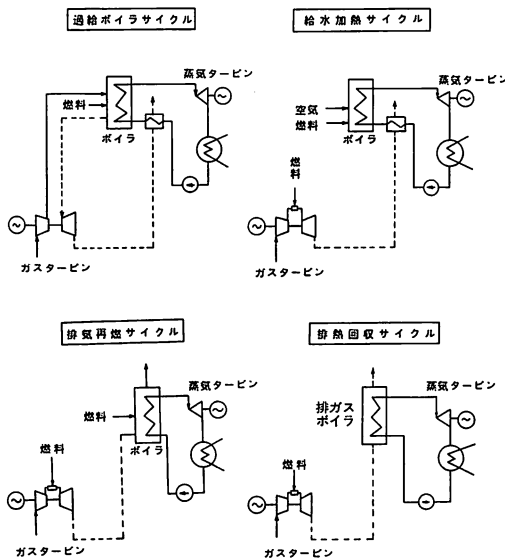 過給ボイラサイクル
蒸気タービン
燃料
ボイラ
ガスタービン
給水加熱サイクル
蒸気タービン
空気
燃料
ボイラ
燃料
ガスタービン
排気再燃サイクル
蒸気タービン
燃料
ボイラ
燃料
ガスタービン
排熱回収サイクル
蒸気タービン
排ガス
ボイラ
燃料
ガスタービン